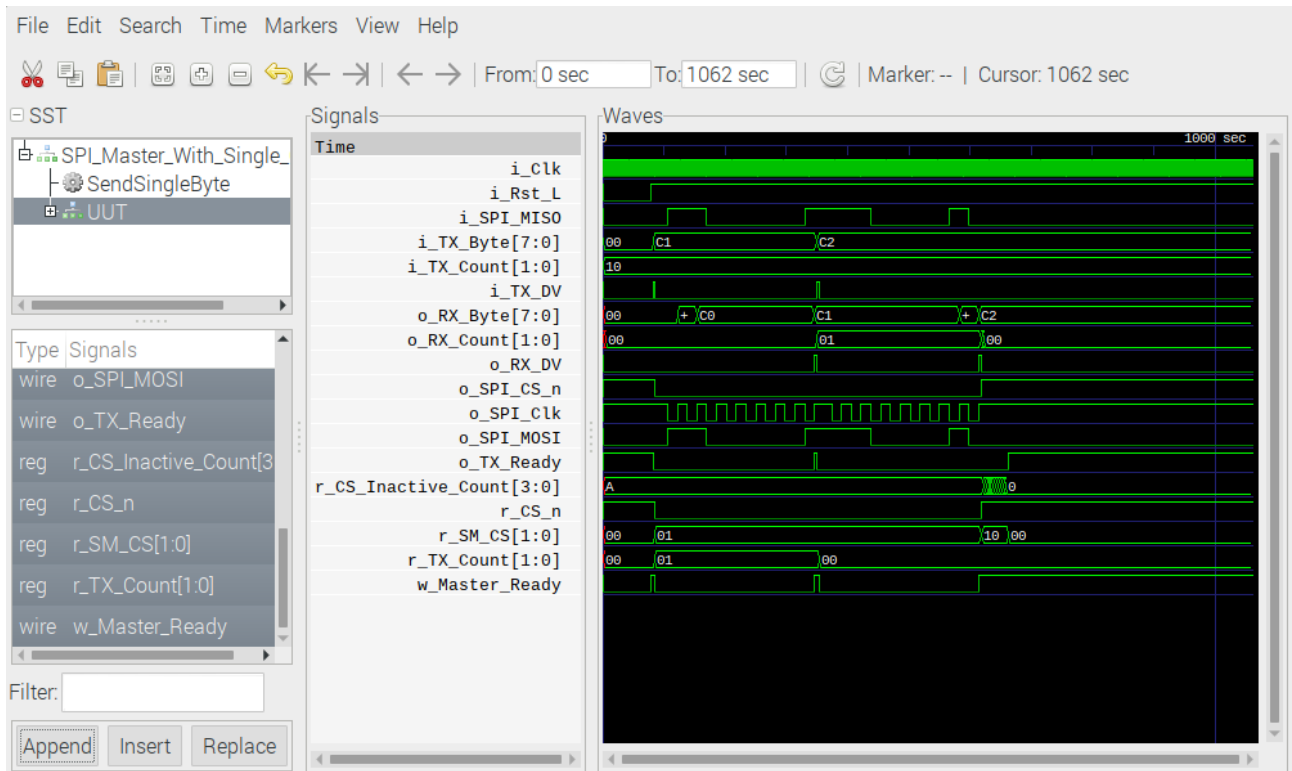 File Edit Search Time Markers View Help
From: 0 sec To: 1062 sec Marker: -- | Cursor: 1062 sec
SST
SPI_Master_With_Single_
SendSingleByte
UUT
Type Signals
wire o_SPI_MOSI
wire o_TX_Ready
reg r_CS_Inactive_Count[3
reg r_CS_n
reg r_SM_CS[1:0]
reg r_TX_Count[1:0]
wire w_Master_Ready
Filter:
Append Insert Replace
Signals
Time
i_Clk
i_Rst_L
i_SPI_MISO
i_TX_Byte[7:0]
i_TX_Count[1:0]
i_TX_DV
o_RX_Byte[7:0]
o_RX_Count[1:0]
o_RX_DV
o_SPI_CS_n
o_SPI_Clk
o_SPI_MOSI
o_TX_Ready
r_CS_Inactive_Count[3:0]
r_CS_n
r_SM_CS[1:0]
r_TX_Count[1:0]
w_Master_Ready
Waves
0 1000 sec
00 C1 C2
10
00 + C0 C1 + C2
00 01 00
A 0
00 01 10 00
00 01 00